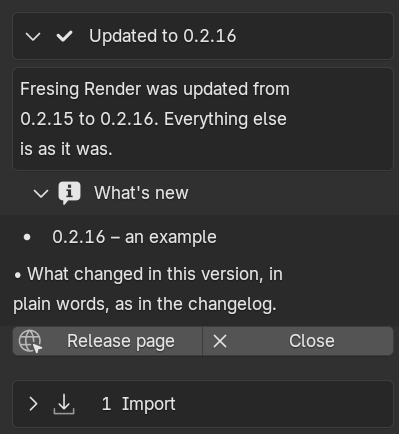 Updated to 0.2.16
Fresing Render was updated from
0.2.15 to 0.2.16. Everything else
is as it was.
What's new
• 0.2.16 – an example
• What changed in this version, in
plain words, as in the changelog.
Release page
Close
1 Import